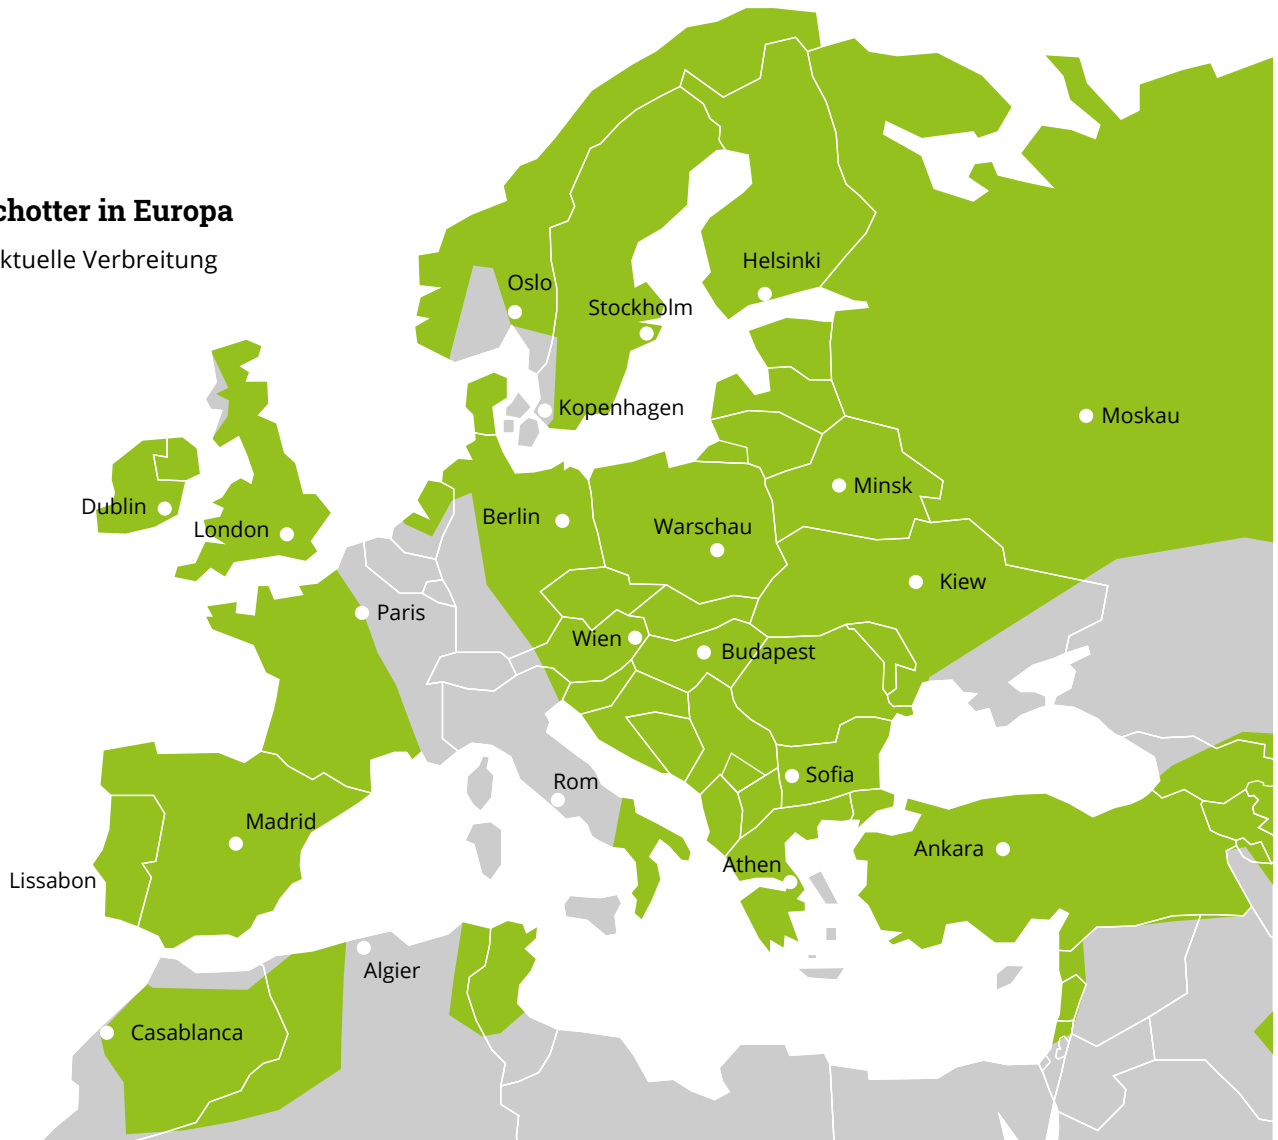 chotter in Europa
ktuelle Verbreitung
Oslo
Helsinki
Stockholm
Kopenhagen
Moskau
Minsk
Dublin
London
Berlin
Warschau
Kiew
Paris
Wien
Budapest
Rom
Sofia
Madrid
Ankara
Athen
Lissabon
Algier
Casablanca